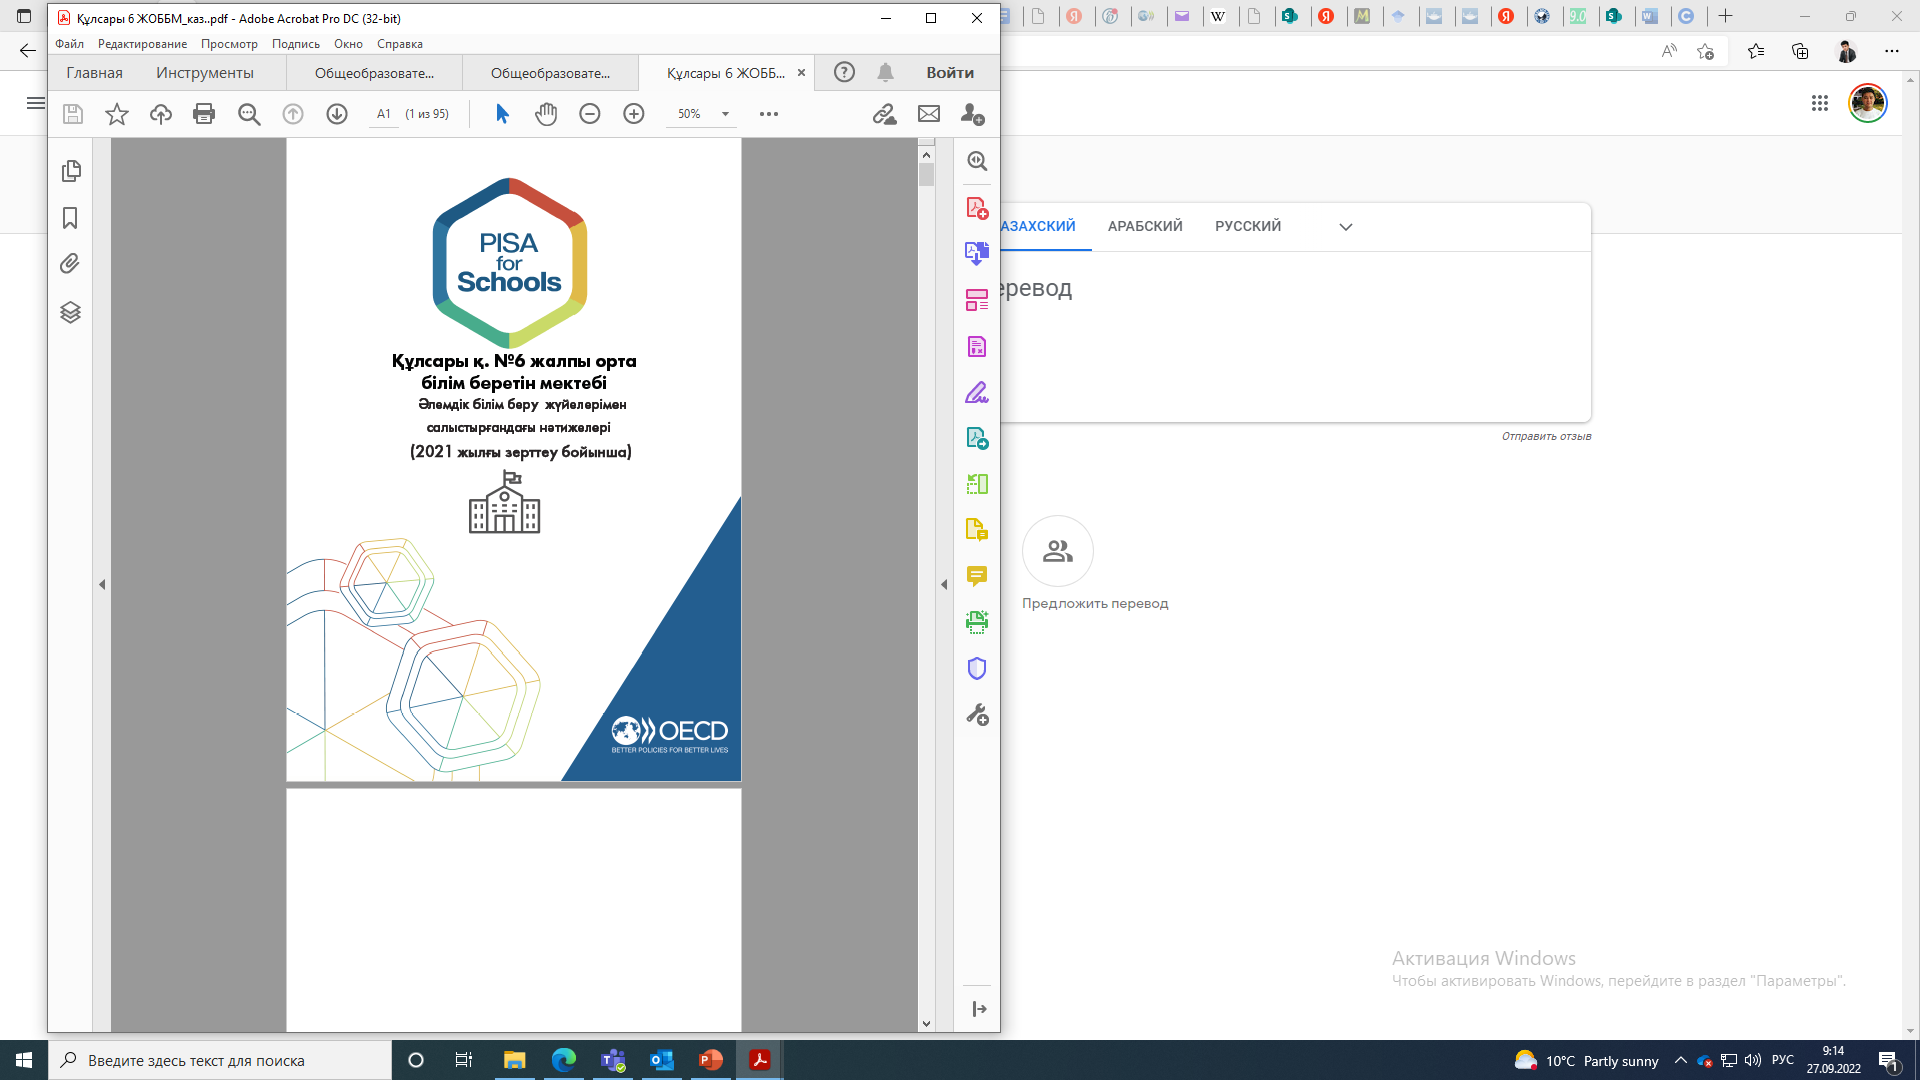 Құлсары 6 ЖОББМ_каз..pdf - Adobe Acrobat Pro DC (32-bit)
Файл Редактирование Просмотр Подпись Окно Справка
Главная Инструменты Общеобразовате... Общеобразовате... Құлсары 6 ЖОББ... Войти
A1 (1 из 95) 50%
PISA
for
Schools
Құлсары қ. №6 жалпы орта
білім беретін мектебі
Әлемдік білім беру жүйелерімен
салыстырғандағы нәтижелері
(2021 жылғы зерттеу бойынша)
OECD
BETTER POLICIES FOR BETTER LIVES
АЗАХСКИЙ АРАБСКИЙ РУССКИЙ
еревод
Отправить отзыв
Предложить перевод
Активация Windows
Чтобы активировать Windows, перейдите в раздел "Параметры".
Введите здесь текст для поиска
10°C Partly sunny
РУС
9:14
27.09.2022
1